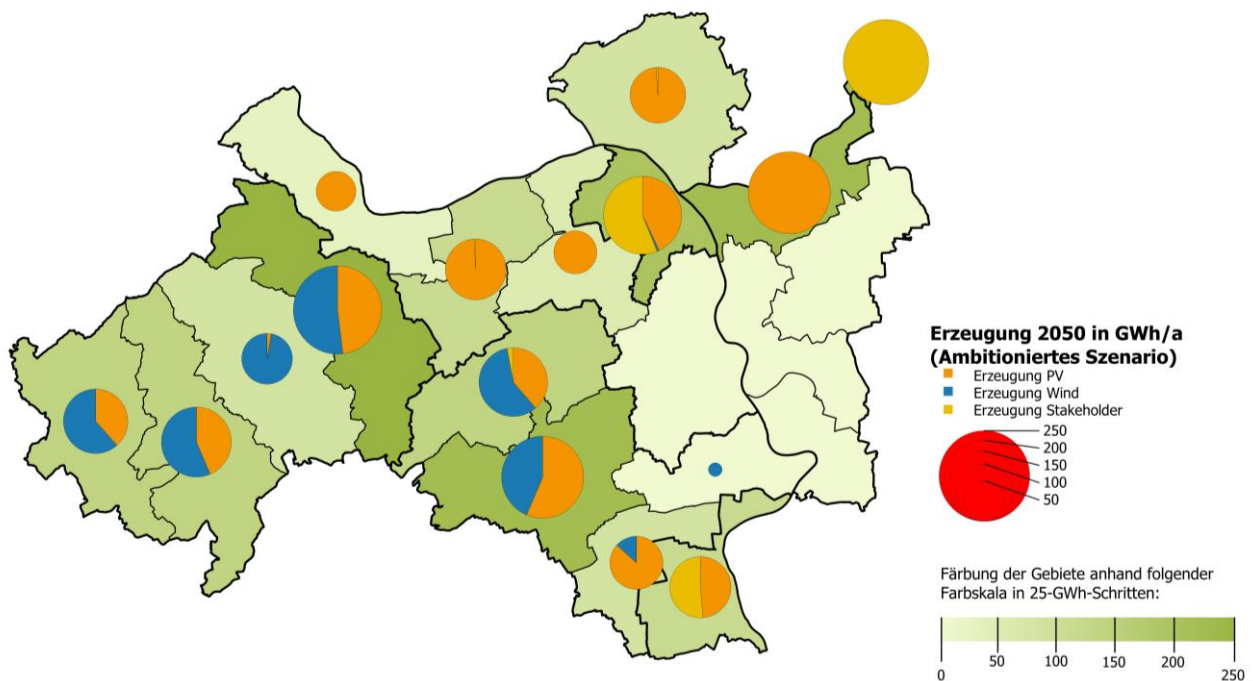 Erzeugung 2050 in GWh/a
(Ambitioniertes Szenario)
Erzeugung PV
Erzeugung Wind
Erzeugung Stakeholder
250
200
150
100
50
Färbung der Gebiete anhand folgender
Farbskala in 25-GWh-Schritten:
0 50 100 150 200 250